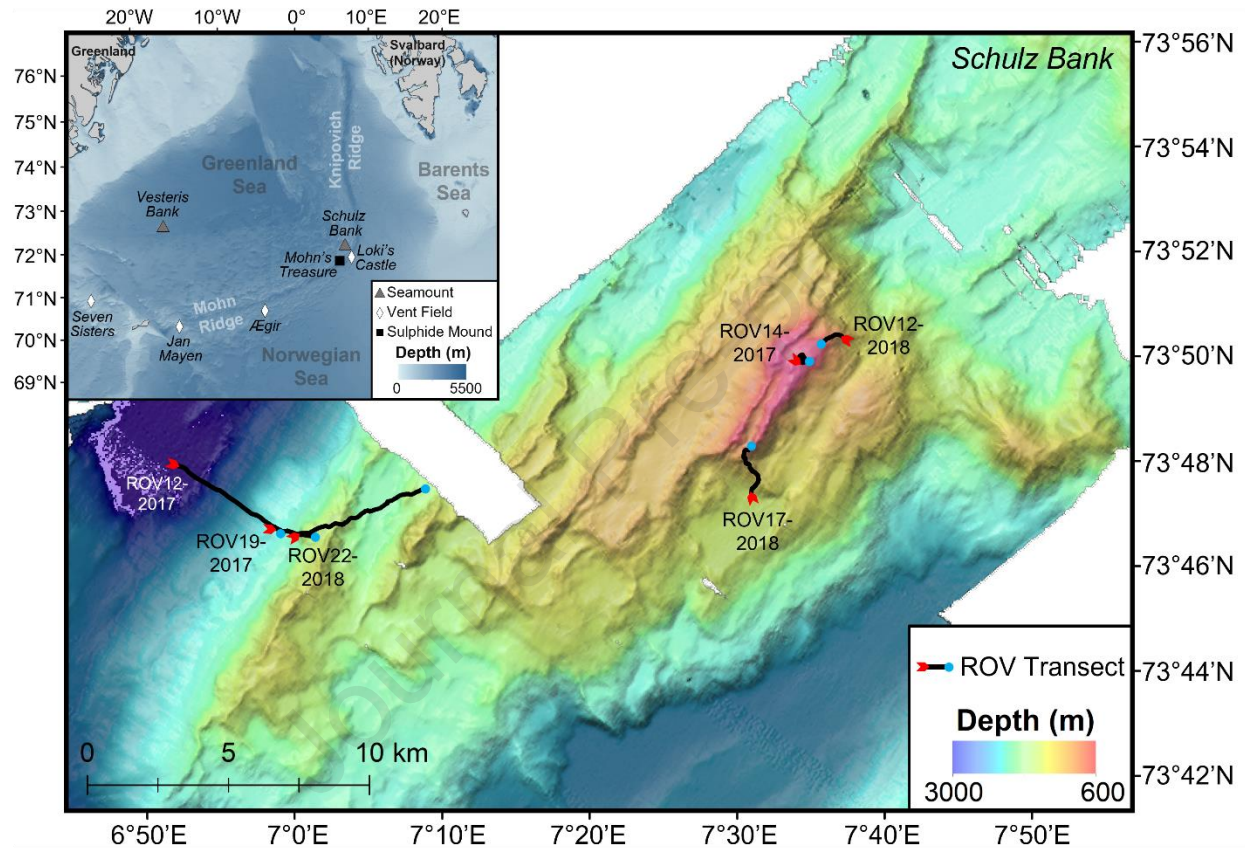 20°W
10°W
0°E
10°E
20°E
Greenland
Svalbard
(Norway)
76°N
75°N
74°N
73°N
72°N
71°N
70°N
69°N
Greenland
Sea
Knipovich
Ridge
Barents
Sea
Vesteris
Bank
Schulz
Bank
Mohn's
Treasure
Loki's
Castle
Mohn
Ridge
Seven
Sisters
Jan
Mayen
Ægir
Norwegian
Sea
Seamount
Vent Field
Sulphide Mound
Depth (m)
0
5500
Schulz Bank
73°56'N
73°54'N
73°52'N
73°50'N
73°48'N
73°46'N
73°44'N
73°42'N
ROV14-
2017
ROV12-
2018
ROV17-
2018
ROV12-
2017
ROV19-
2017
ROV22-
2018
Journal Pre-proof
0
5
10 km
ROV Transect
Depth (m)
3000
600
6°50'E
7°0'E
7°10'E
7°20'E
7°30'E
7°40'E
7°50'E